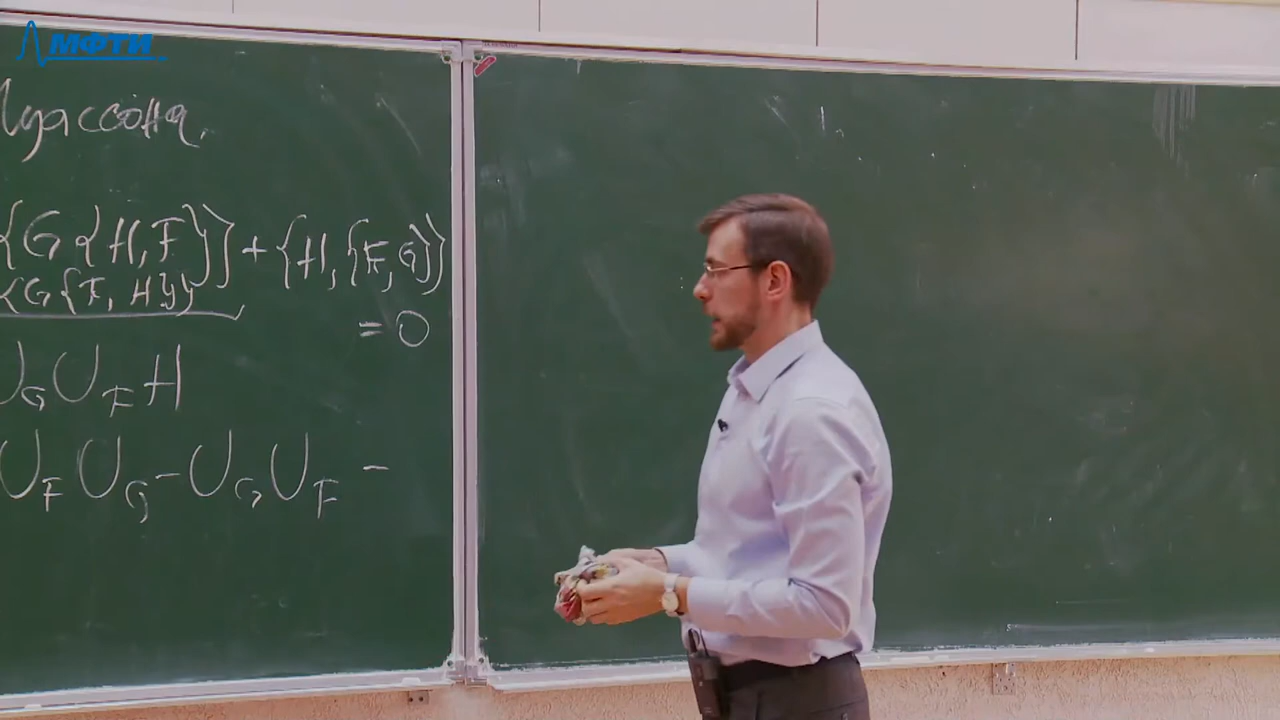 МФТИ
Пуассона.
{G{H,F}} + {H,{F,G}}
{G{F,H}}
= 0
U_G U_F H
U_F U_G - U_G U_F -